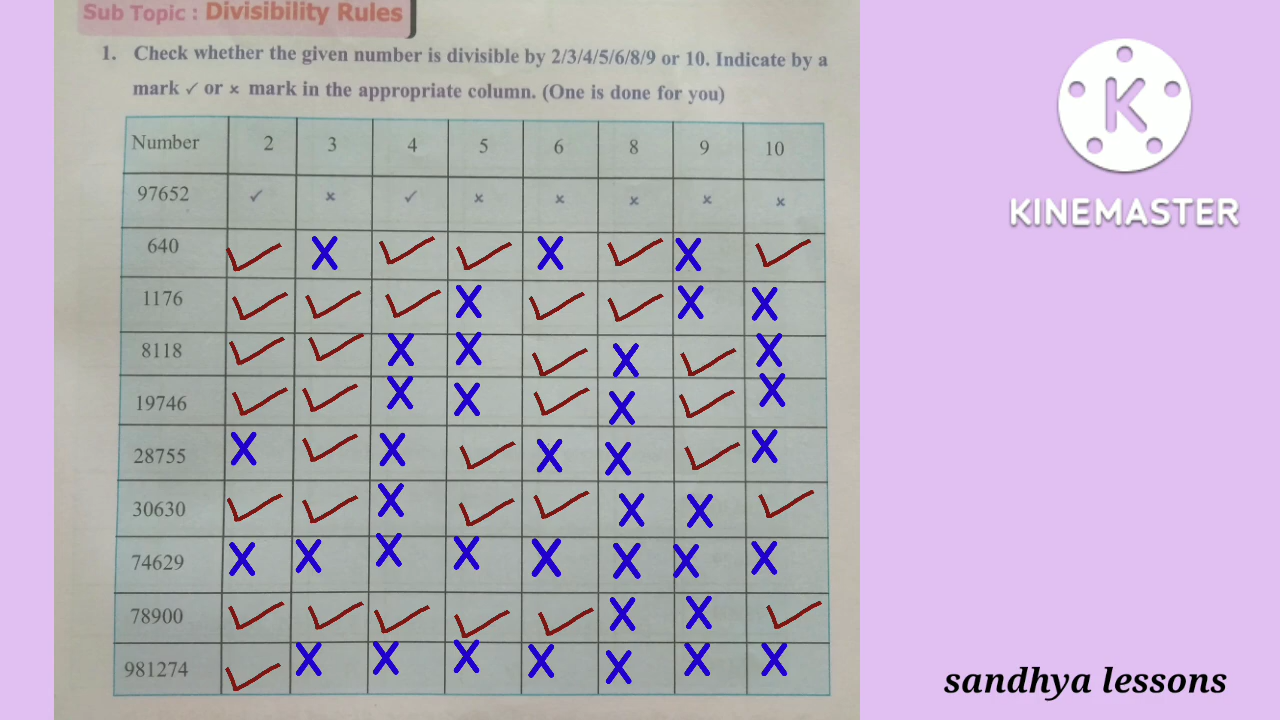 Sub Topic : Divisibility Rules
1. Check whether the given number is divisible by 2/3/4/5/6/8/9 or 10. Indicate by a
mark ✓ or × mark in the appropriate column. (One is done for you)
Number 2 3 4 5 6 8 9 10
97652 ✓ × ✓ × × × × ×
640 ✓ X ✓ ✓ X ✓ X ✓
1176 ✓ ✓ ✓ X ✓ ✓ X X
8118 ✓ ✓ X X ✓ X ✓ X
19746 ✓ ✓ X X ✓ X ✓ X
28755 X ✓ X ✓ X X ✓ X
30630 ✓ ✓ X ✓ ✓ X X ✓
74629 X X X X X X X X
78900 ✓ ✓ ✓ ✓ ✓ X X ✓
981274 ✓ X X X X X X X
K
KINEMASTER
sandhya lessons